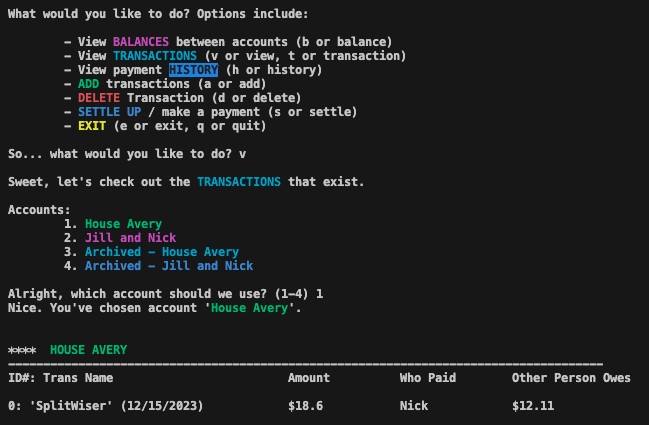 What would you like to do? Options include:
- View BALANCES between accounts (b or balance)
- View TRANSACTIONS (v or view, t or transaction)
- View payment HISTORY (h or history)
- ADD transactions (a or add)
- DELETE Transaction (d or delete)
- SETTLE UP / make a payment (s or settle)
- EXIT (e or exit, q or quit)
So... what would you like to do? v
Sweet, let's check out the TRANSACTIONS that exist.
Accounts:
1. House Avery
2. Jill and Nick
3. Archived - House Avery
4. Archived - Jill and Nick
Alright, which account should we use? (1-4) 1
Nice. You've chosen account 'House Avery'.
**** HOUSE AVERY
-------------------------------------------------------------------------------------
ID#: Trans Name Amount Who Paid Other Person Owes
0: 'SplitWiser' (12/15/2023) $18.6 Nick $12.11